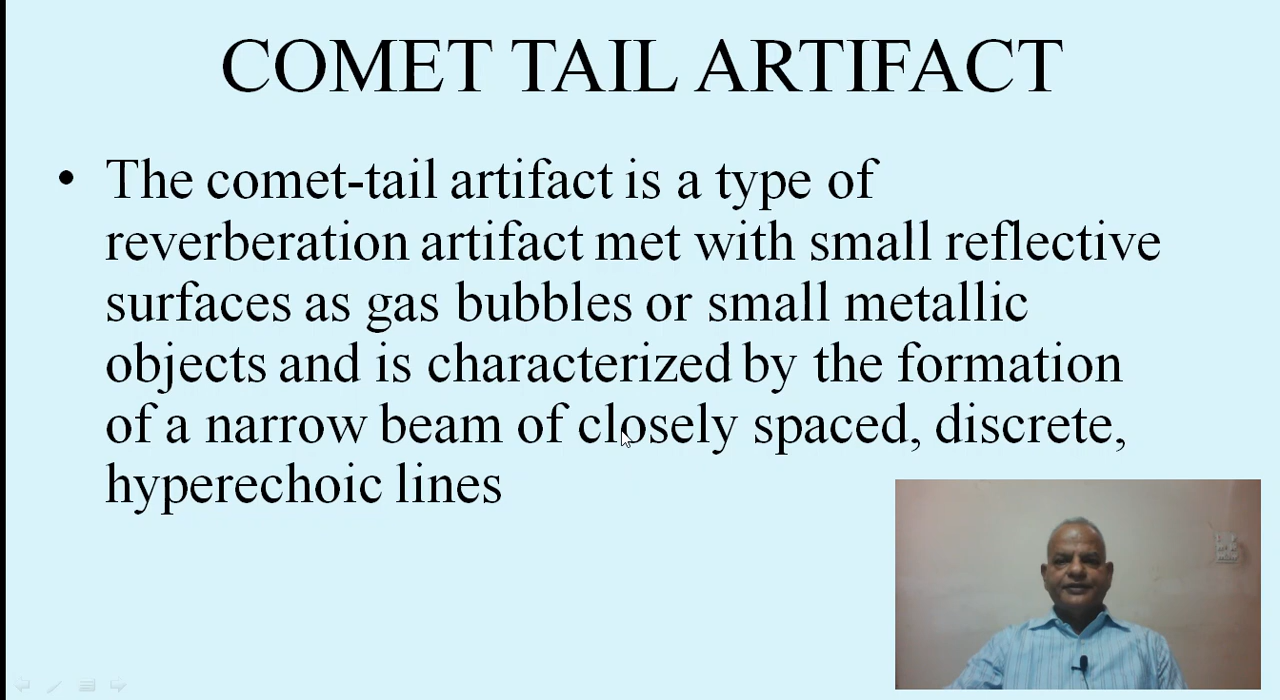 COMET TAIL ARTIFACT
• The comet-tail artifact is a type of
reverberation artifact met with small reflective
surfaces as gas bubbles or small metallic
objects and is characterized by the formation
of a narrow beam of closely spaced, discrete,
hyperechoic lines